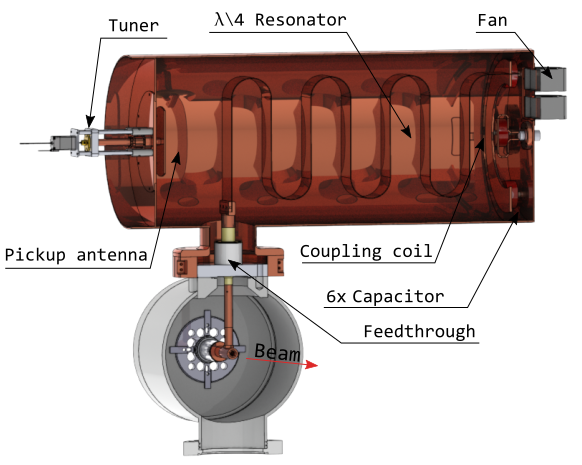 Tuner
λ\4 Resonator
Fan
Pickup antenna
Coupling coil
6x Capacitor
Feedthrough
Beam